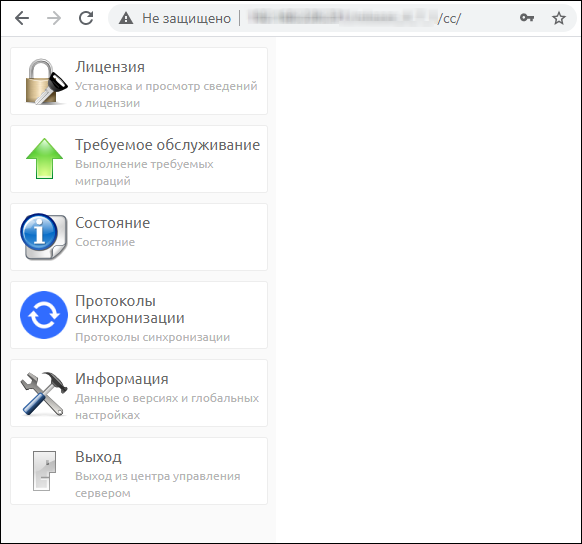 Не защищено /cc/
Лицензия
Установка и просмотр сведений
о лицензии
Требуемое обслуживание
Выполнение требуемых
миграций
Состояние
Состояние
Протоколы
синхронизации
Протоколы синхронизации
Информация
Данные о версиях и глобальных
настройках
Выход
Выход из центра управления
сервером